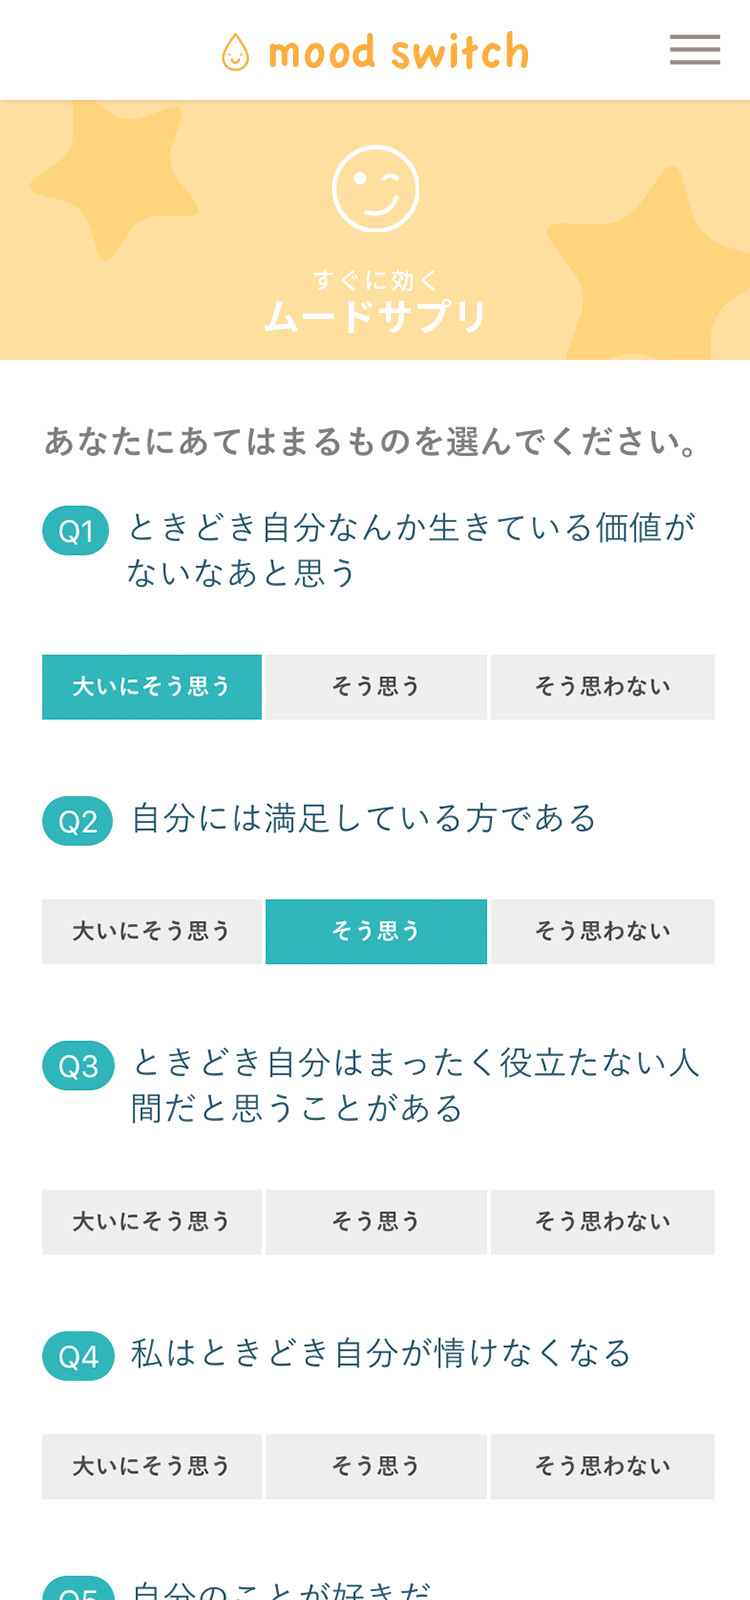 mood switch
すぐに効く
ムードサプリ
あなたにあてはまるものを選んでください。
Q1 ときどき自分なんか生きている価値が
ないなあと思う
大いにそう思う そう思う そう思わない
Q2 自分には満足している方である
大いにそう思う そう思う そう思わない
Q3 ときどき自分はまったく役立たない人
間だと思うことがある
大いにそう思う そう思う そう思わない
Q4 私はときどき自分が情けなくなる
大いにそう思う そう思う そう思わない
Q5 自分のことが好きだ